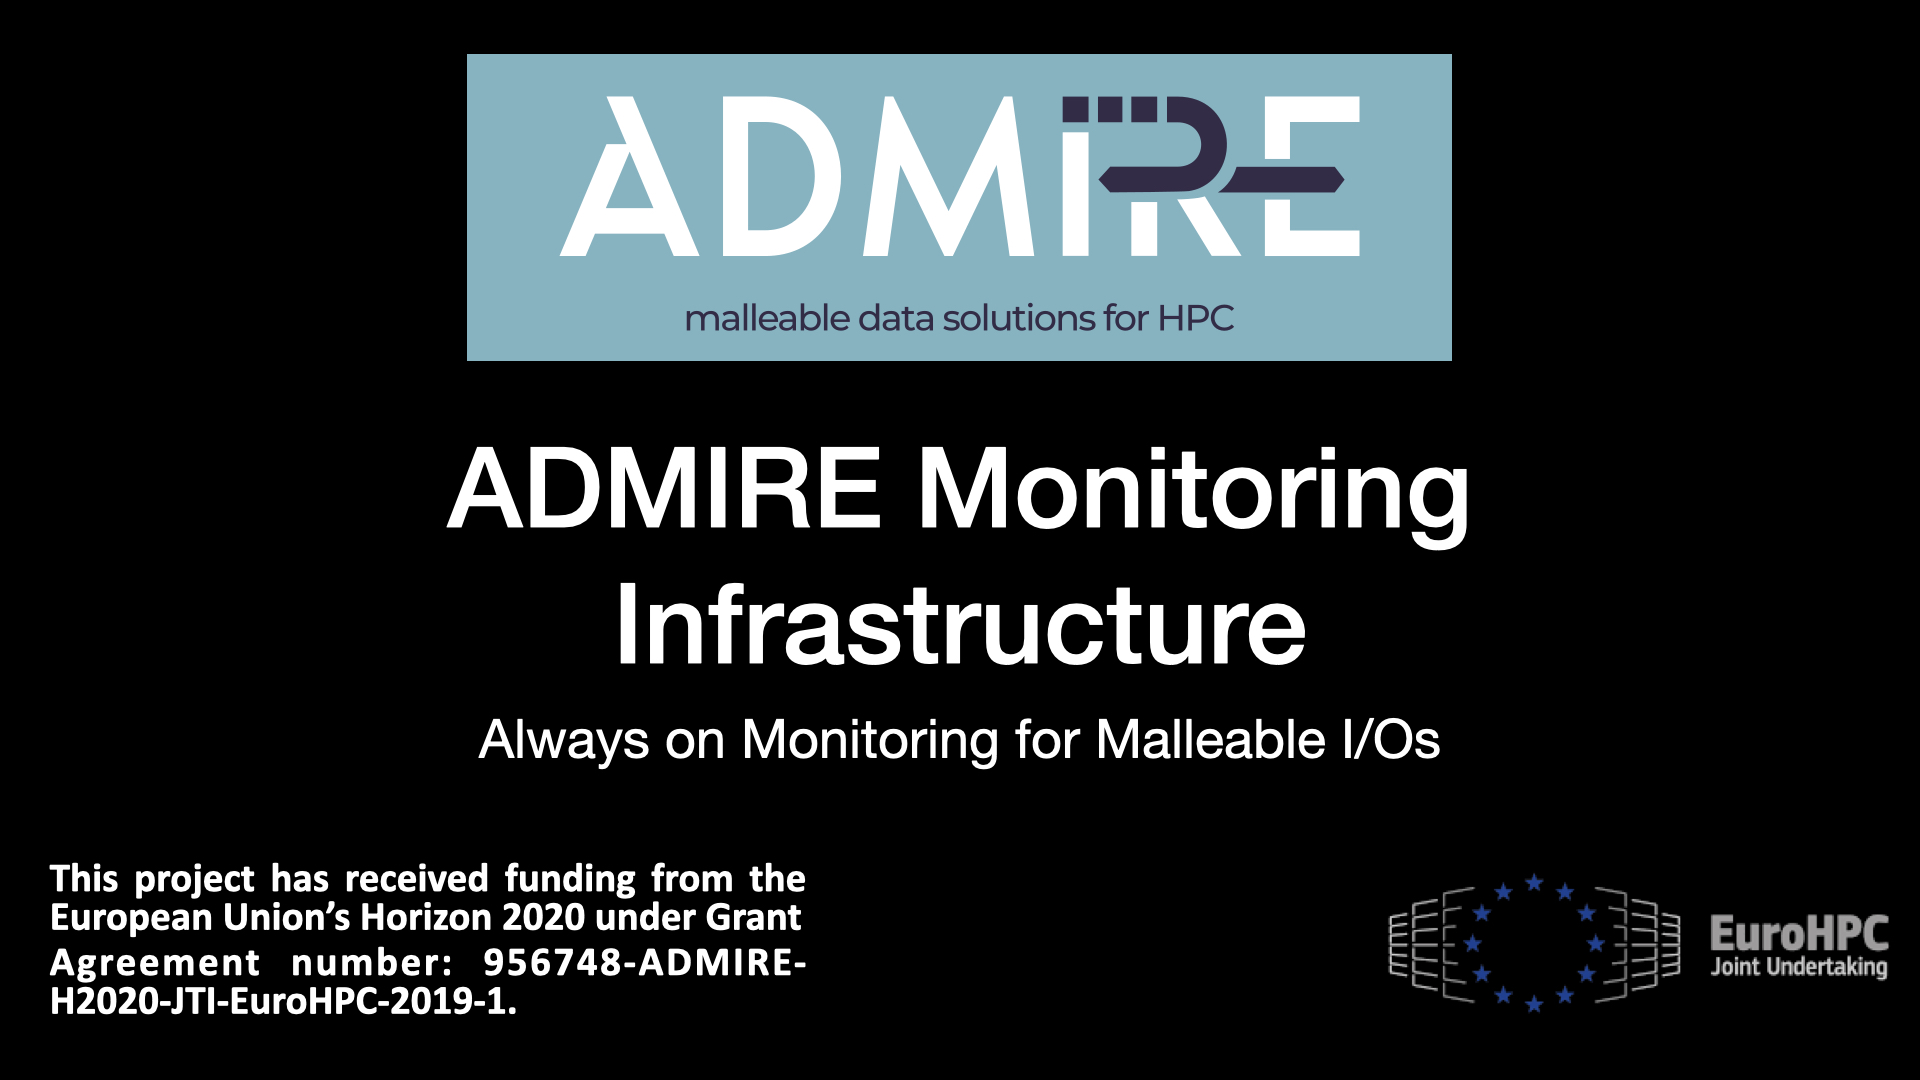 ADMIRE
malleable data solutions for HPC
ADMIRE Monitoring
Infrastructure
Always on Monitoring for Malleable I/Os
This project has received funding from the
European Union’s Horizon 2020 under Grant
Agreement number: 956748-ADMIRE-
H2020-JTI-EuroHPC-2019-1.
EuroHPC
Joint Undertaking